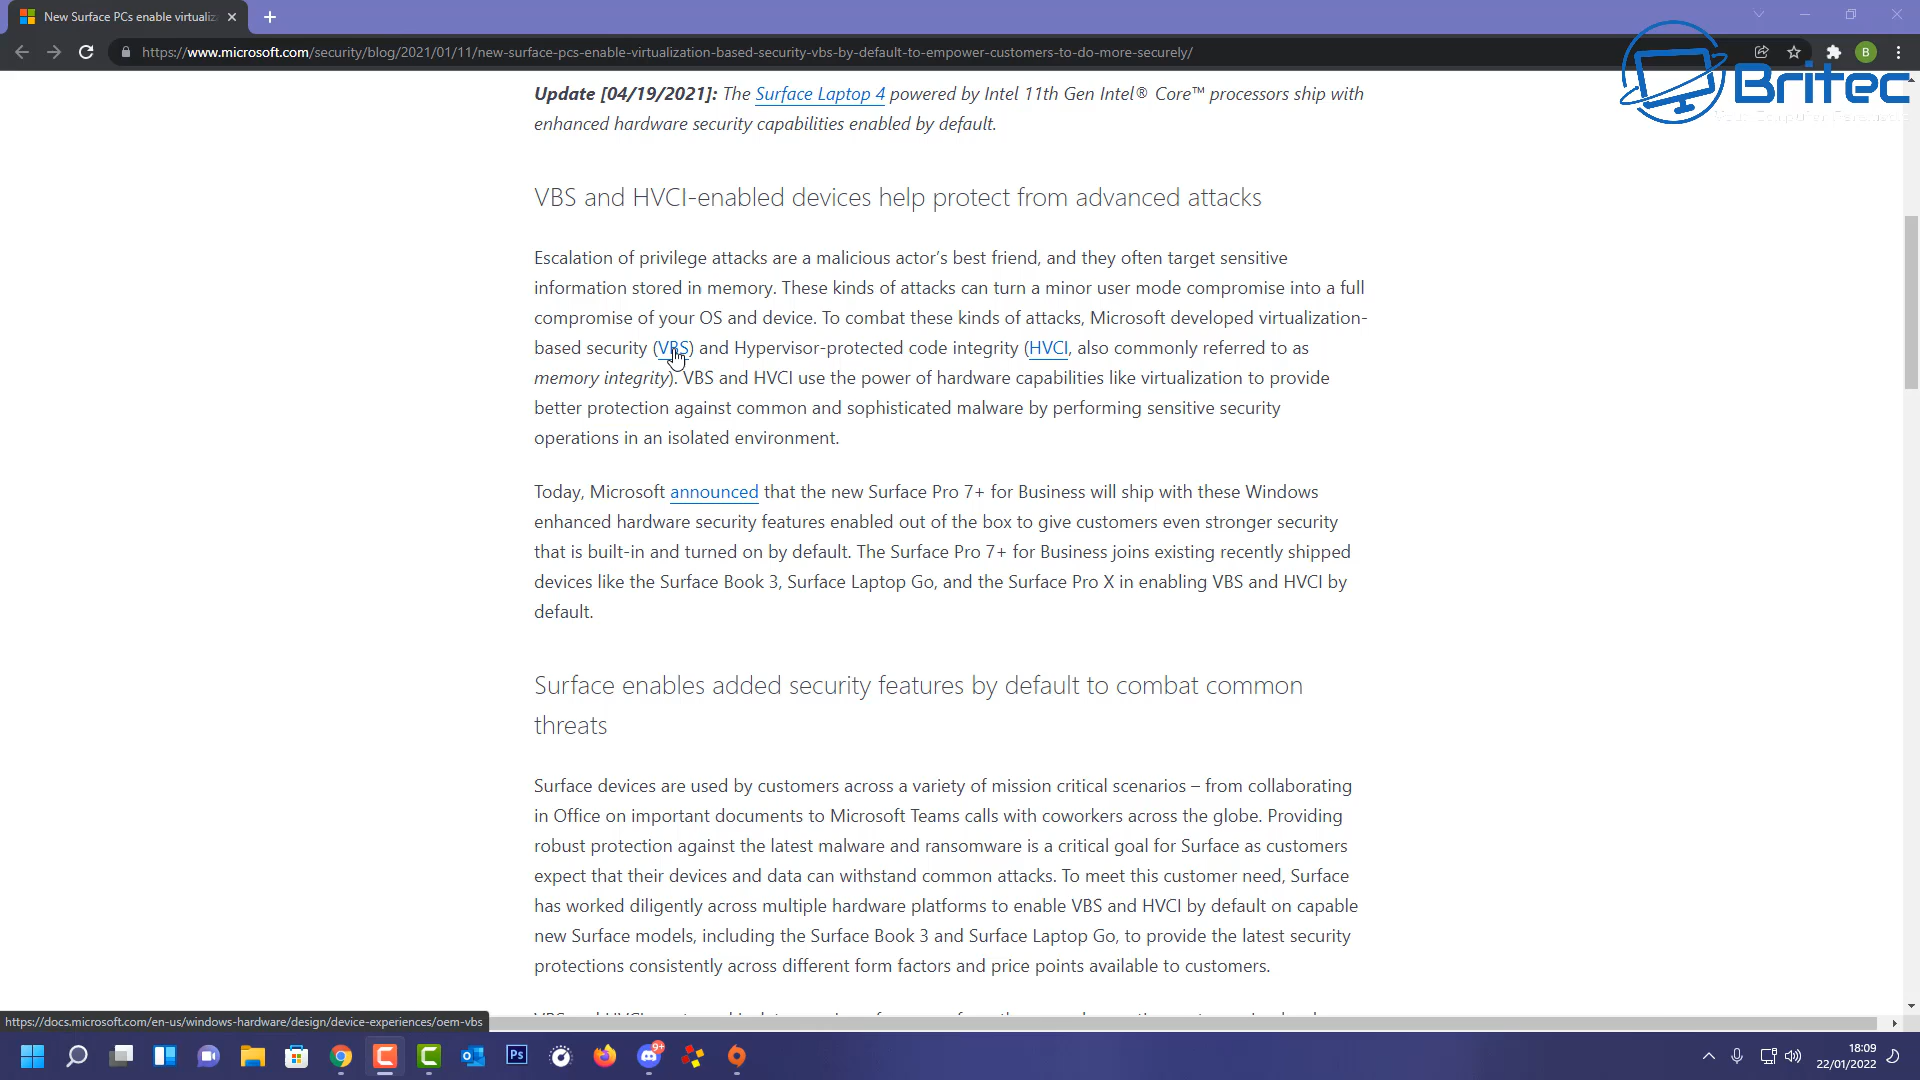 New Surface PCs enable virtualiz
https://www.microsoft.com/security/blog/2021/01/11/new-surface-pcs-enable-virtualization-based-security-vbs-by-default-to-empower-customers-to-do-more-securely/
B
Britec
Update [04/19/2021]: The Surface Laptop 4 powered by Intel 11th Gen Intel® Core™ processors ship with
enhanced hardware security capabilities enabled by default.
VBS and HVCI-enabled devices help protect from advanced attacks
Escalation of privilege attacks are a malicious actor’s best friend, and they often target sensitive
information stored in memory. These kinds of attacks can turn a minor user mode compromise into a full
compromise of your OS and device. To combat these kinds of attacks, Microsoft developed virtualization-
based security (VBS) and Hypervisor-protected code integrity (HVCI, also commonly referred to as
memory integrity). VBS and HVCI use the power of hardware capabilities like virtualization to provide
better protection against common and sophisticated malware by performing sensitive security
operations in an isolated environment.
Today, Microsoft announced that the new Surface Pro 7+ for Business will ship with these Windows
enhanced hardware security features enabled out of the box to give customers even stronger security
that is built-in and turned on by default. The Surface Pro 7+ for Business joins existing recently shipped
devices like the Surface Book 3, Surface Laptop Go, and the Surface Pro X in enabling VBS and HVCI by
default.
Surface enables added security features by default to combat common
threats
Surface devices are used by customers across a variety of mission critical scenarios – from collaborating
in Office on important documents to Microsoft Teams calls with coworkers across the globe. Providing
robust protection against the latest malware and ransomware is a critical goal for Surface as customers
expect that their devices and data can withstand common attacks. To meet this customer need, Surface
has worked diligently across multiple hardware platforms to enable VBS and HVCI by default on capable
new Surface models, including the Surface Book 3 and Surface Laptop Go, to provide the latest security
protections consistently across different form factors and price points available to customers.
https://docs.microsoft.com/en-us/windows-hardware/design/device-experiences/oem-vbs
Ps
9+
18:09
22/01/2022